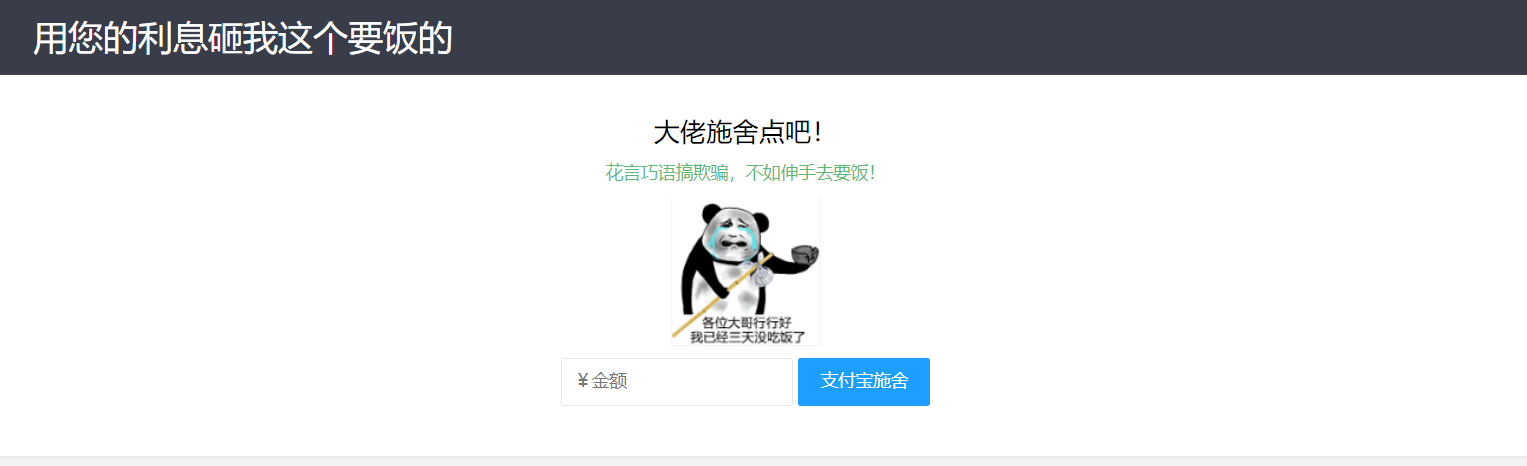 用您的利息砸我这个要饭的
大佬施舍点吧！
花言巧语搞欺骗，不如伸手去要饭！
各位大哥行行好
我已经三天没吃饭了
￥金额
支付宝施舍